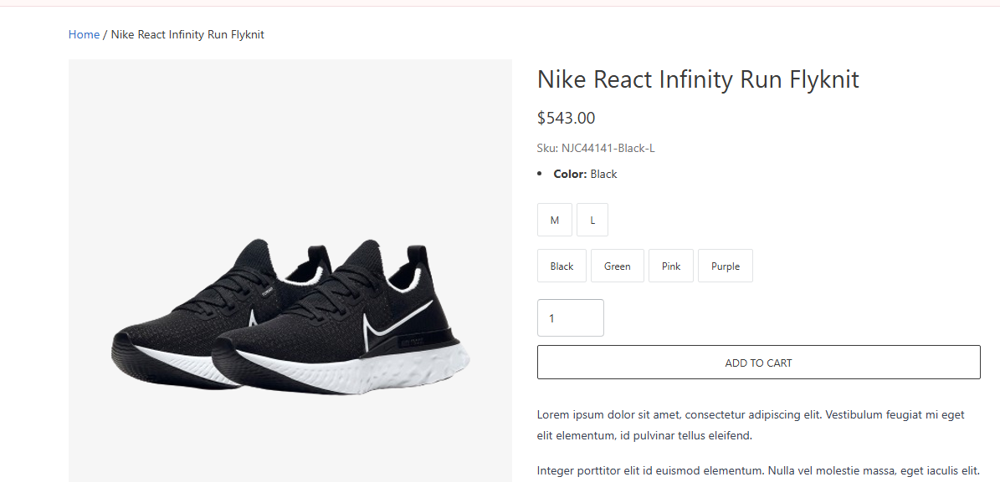 Home / Nike React Infinity Run Flyknit
Nike React Infinity Run Flyknit
$543.00
Sku: NJC44141-Black-L
• Color: Black
M L
Black Green Pink Purple
1
ADD TO CART
Lorem ipsum dolor sit amet, consectetur adipiscing elit. Vestibulum feugiat mi eget
elit elementum, id pulvinar tellus eleifend.
Integer porttitor elit id euismod elementum. Nulla vel molestie massa, eget iaculis elit.